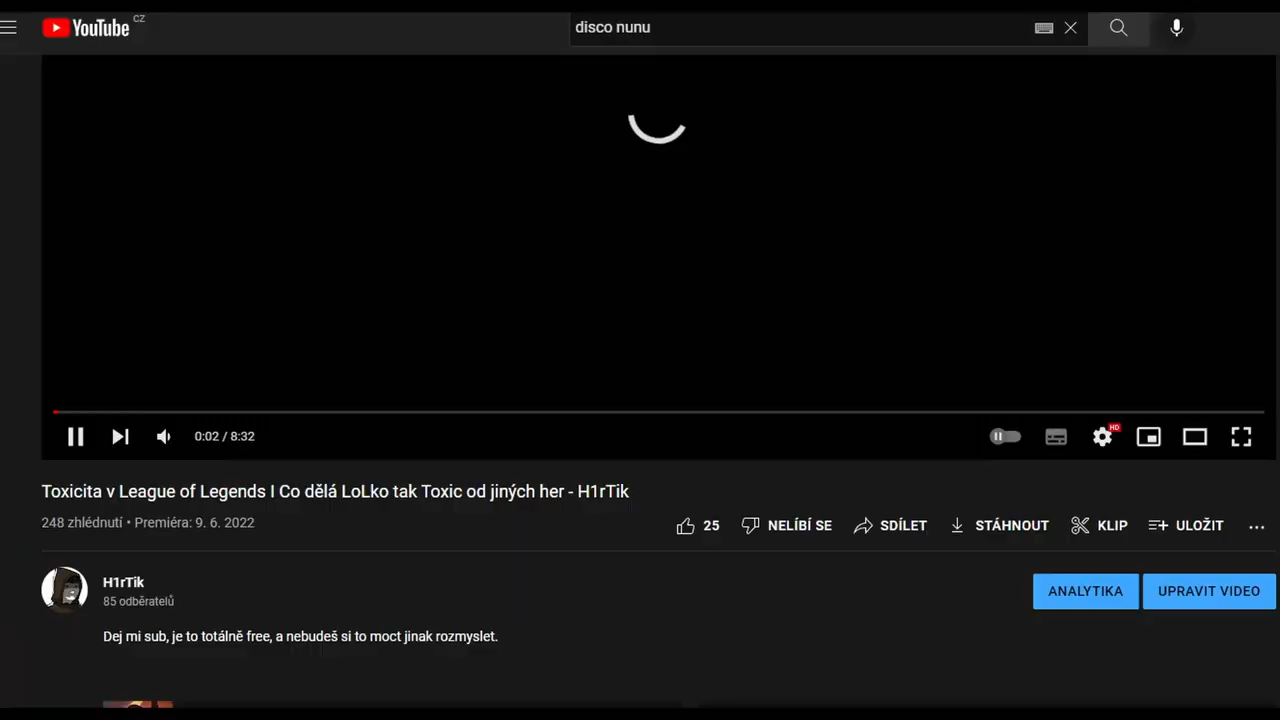 YouTube CZ
disco nunu
0:02 / 8:32
HD
Toxicita v League of Legends I Co dělá LoLko tak Toxic od jiných her - H1rTik
248 zhlédnutí • Premiéra: 9. 6. 2022
25 NELÍBÍ SE SDÍLET STÁHNOUT KLIP ULOŽIT ...
H1rTik
85 odběratelů
ANALYTIKA UPRAVIT VIDEO
Dej mi sub, je to totálně free, a nebudeš si to moct jinak rozmyslet.